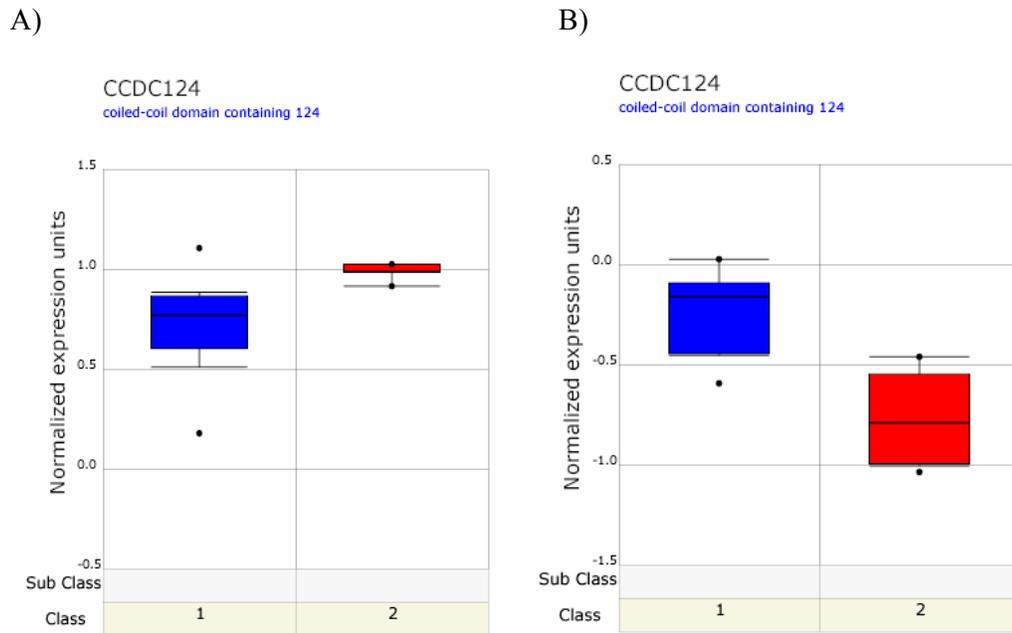 A)
CCDC124
coiled-coil domain containing 124
Normalized expression units
1.5
1.0
0.5
0.0
-0.5
Sub Class
Class
1
2
B)
CCDC124
coiled-coil domain containing 124
Normalized expression units
0.5
0.0
-0.5
-1.0
-1.5
Sub Class
Class
1
2